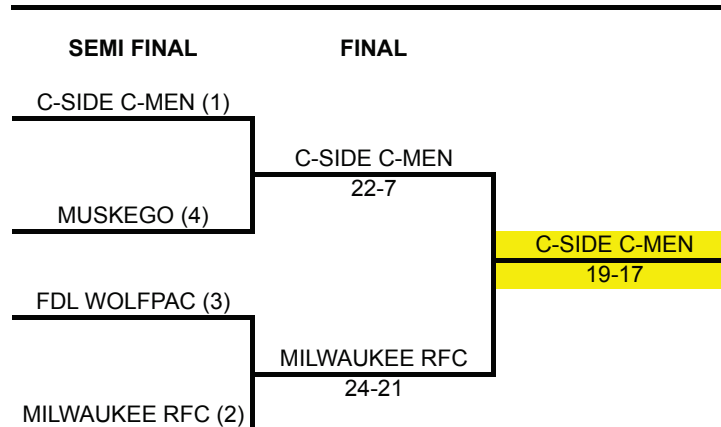 SEMI FINAL
FINAL
C-SIDE C-MEN (1)
C-SIDE C-MEN
22-7
MUSKEGO (4)
C-SIDE C-MEN
19-17
FDL WOLFPAC (3)
MILWAUKEE RFC
24-21
MILWAUKEE RFC (2)